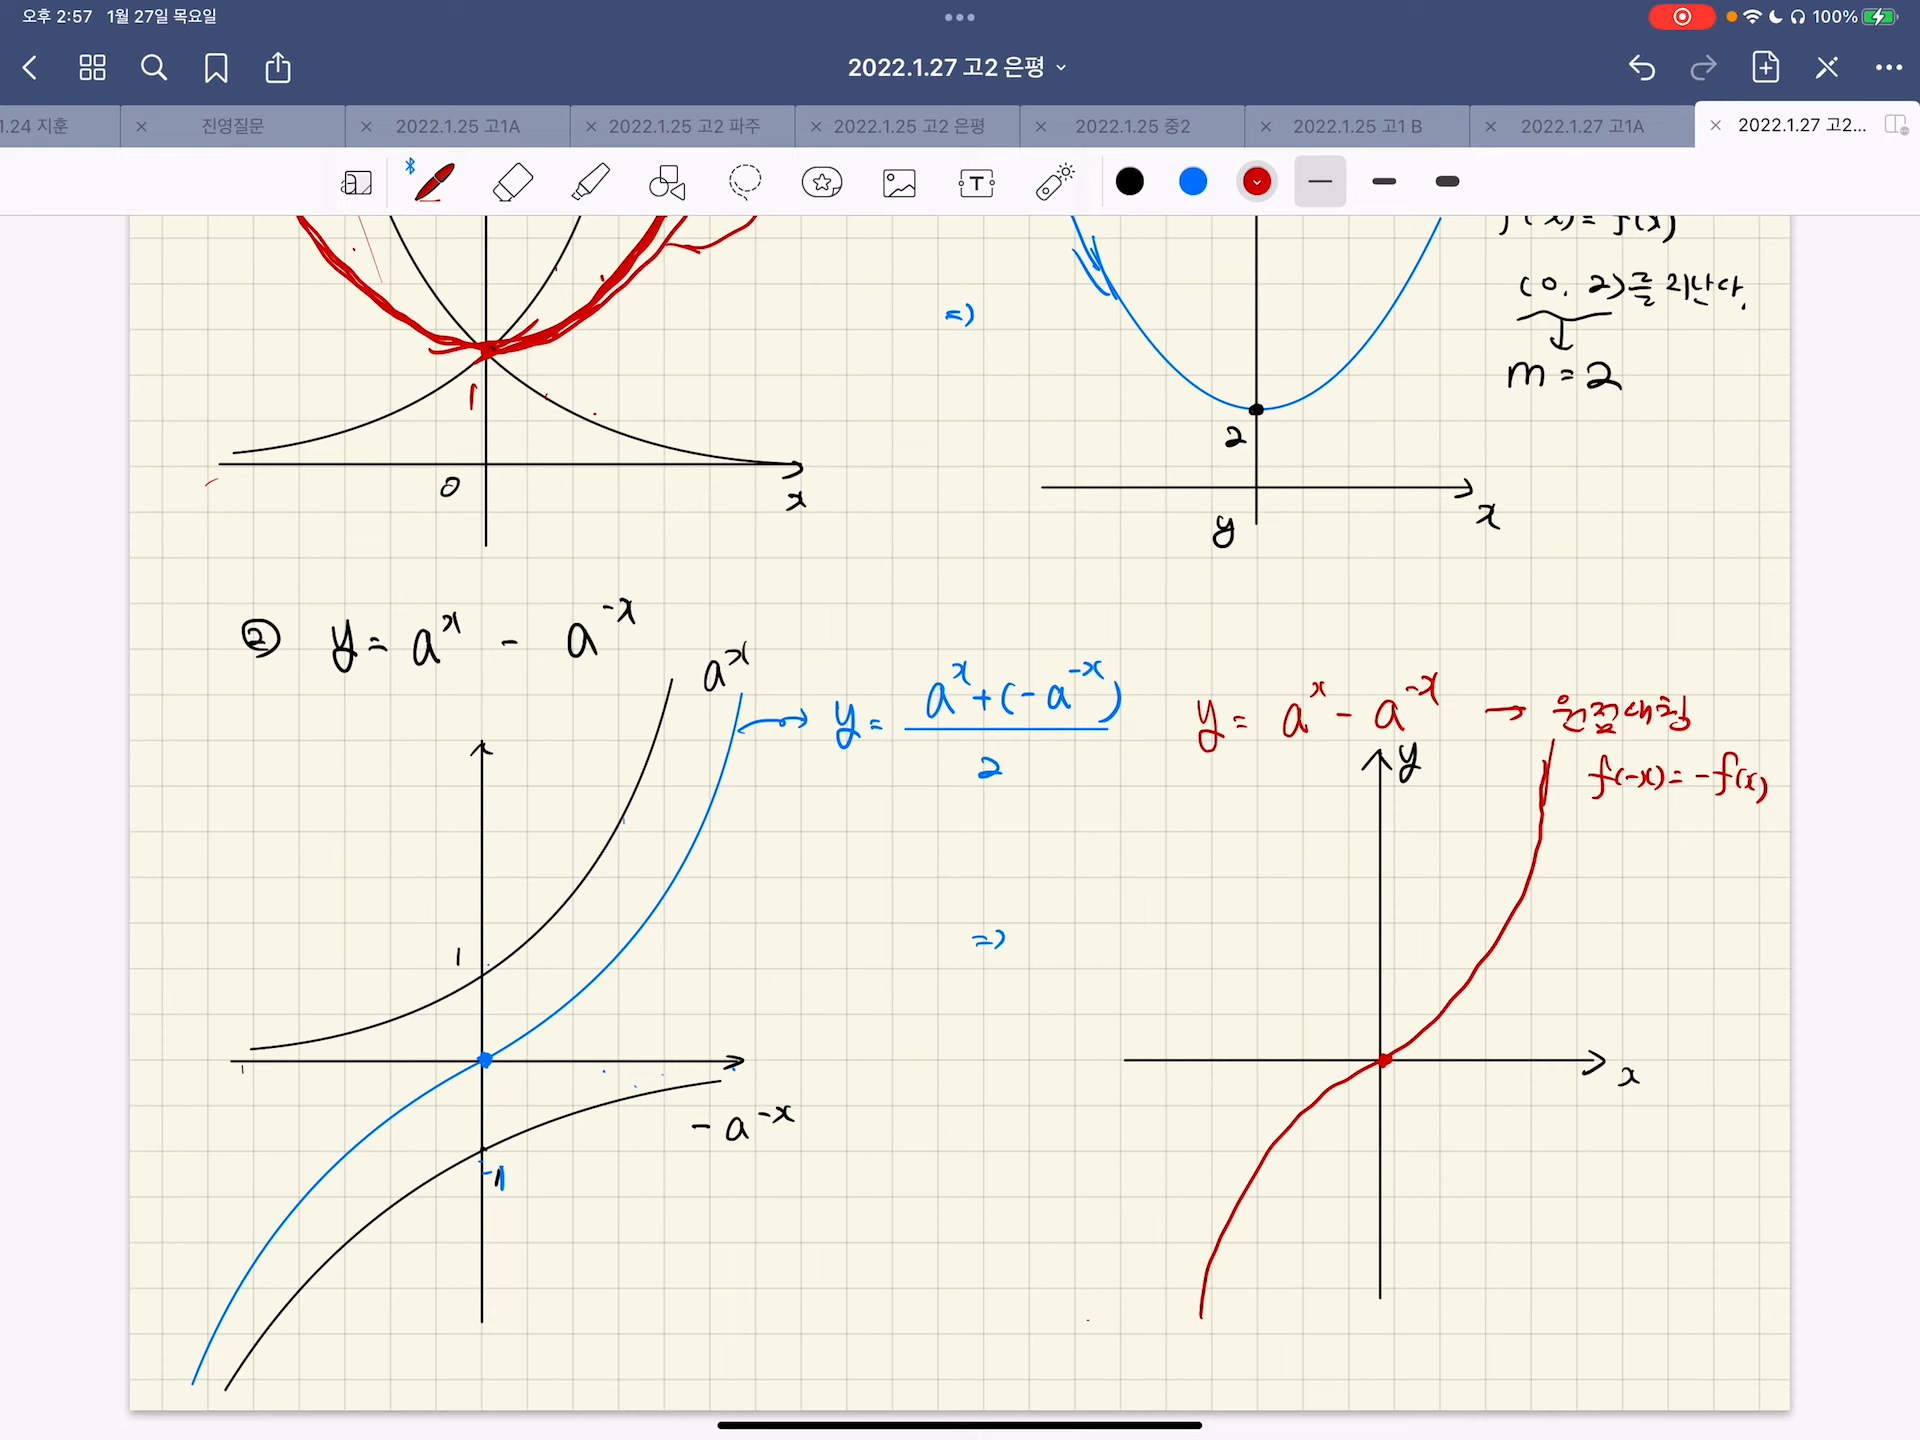 오후 2:57 1월 27일 목요일
100%
2022.1.27 고2 은평
1.24 지훈
진영질문
2022.1.25 고1A
2022.1.25 고2 파주
2022.1.25 고2 은평
2022.1.25 중2
2022.1.25 고1 B
2022.1.27 고1A
2022.1.27 고2...
T
f(-x) = f(x)
(0, 2)를 지난다.
m = 2
1
0
x
2
y
x
=>
② y = a^x - a^-x
a^x
y = (a^x + (-a^-x)) / 2
y = a^x - a^-x → 원점대칭
f(-x) = -f(x)
y
1
=>
x
-a^-x
-1